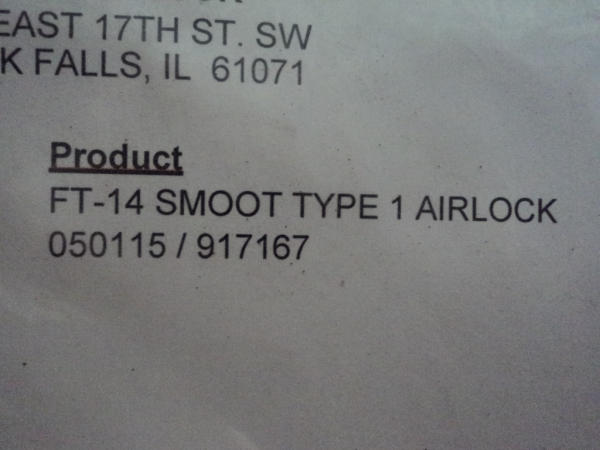 EAST 17TH ST. SW
K FALLS, IL 61071
Product
FT-14 SMOOT TYPE 1 AIRLOCK
050115 / 917167